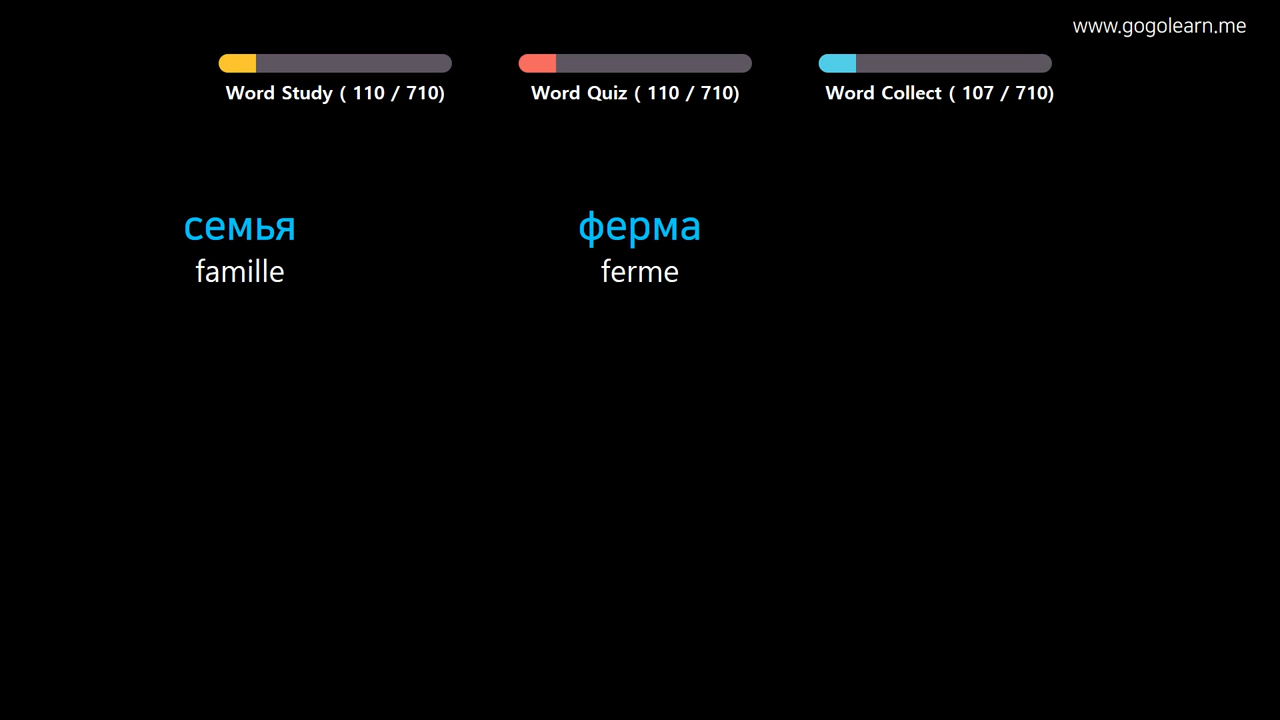 www.gogolearn.me
Word Study ( 110 / 710)
Word Quiz ( 110 / 710)
Word Collect ( 107 / 710)
семья
famille
ферма
ferme